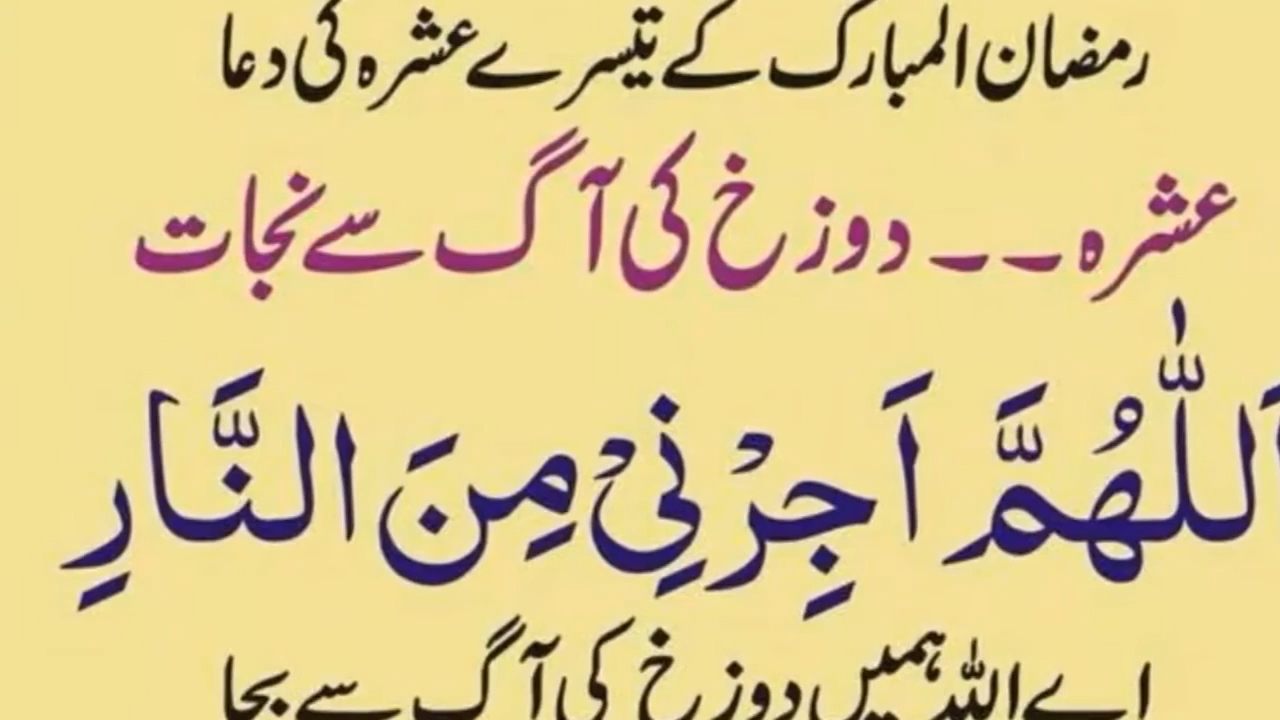 رمضان المبارک کے تیسرے عشرہ کی دعا
عشرہ ۔۔ دوزخ کی آگ سے نجات
اَللّٰهُمَّ اَجِرْنِیْ مِنَ النَّارِ
اے اللہ ہمیں دوزخ کی آگ سے بچا